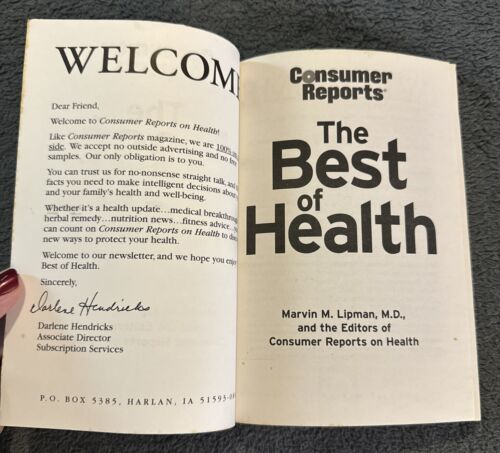 WELCOME
Dear Friend,
Welcome to Consumer Reports on Health!
Like Consumer Reports magazine, we are 100% on
side. We accept no outside advertising and no free
samples. Our only obligation is to you.
You can trust us for no-nonsense straight talk, and
facts you need to make intelligent decisions about
and your family's health and well-being.
Whether it's a health update...medical breakthrough
herbal remedy...nutrition news...fitness advice...
can count on Consumer Reports on Health to
new ways to protect your health.
Welcome to our newsletter, and we hope you enjoy
Best of Health.
Sincerely,
Darlene Hendricks
Darlene Hendricks
Associate Director
Subscription Services
P.O. BOX 5385, HARLAN, IA 51593-
Consumer
Reports
The
Best
of
Health
Marvin M. Lipman, M.D.,
and the Editors of
Consumer Reports on Health